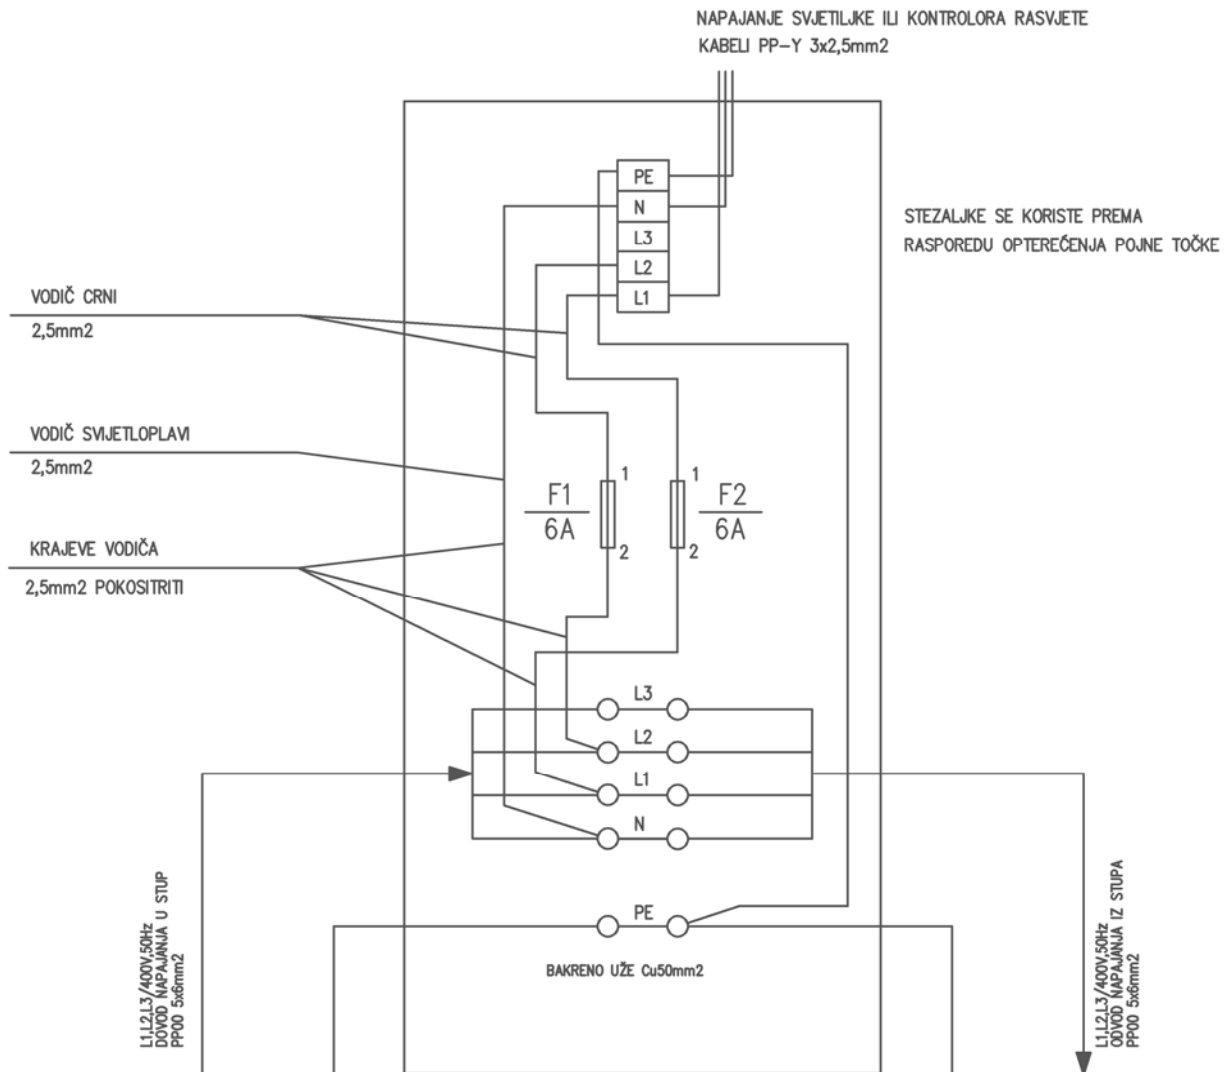 NAPAJANJE SVJETILJKE ILI KONTROLORA RASVJETE
KABELI PP-Y 3x2,5mm2
PE
N
L3
L2
L1
STEZALJKE SE KORISTE PREMA
RASPOREDU OPTEREĆENJA POJNE TOČKE
VODIČ CRNI
2,5mm2
VODIČ SVIJETLOPLAVI
2,5mm2
KRAJEVE VODIČA
2,5mm2 POKOSITRITI
F1
6A
1
2
1
2
F2
6A
L3
L2
L1
N
PE
BAKRENO UŽE Cu50mm2
L1,L2,L3/400V,50Hz
DOVOD NAPAJANJA U STUP
PP00 5x6mm2
L1,L2,L3/400V,50Hz
ODVOD NAPAJANJA IZ STUPA
PP00 5x6mm2